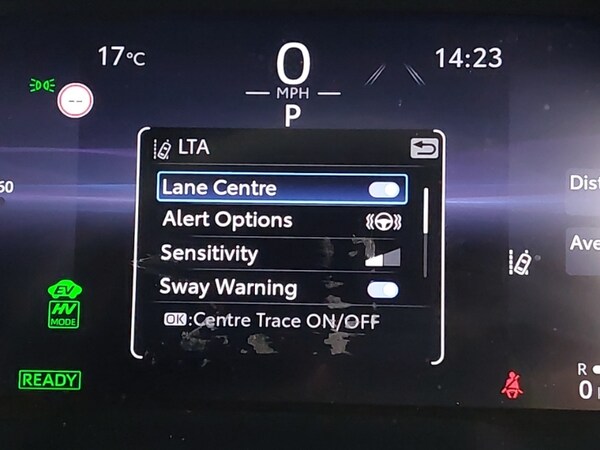 17°C
0
14:23
MPH
--
P
LTA
Lane Centre
60
Dist
Alert Options
Sensitivity
Ave
Sway Warning
EV
HV
MODE
OK:Centre Trace ON/OFF
READY
R
0